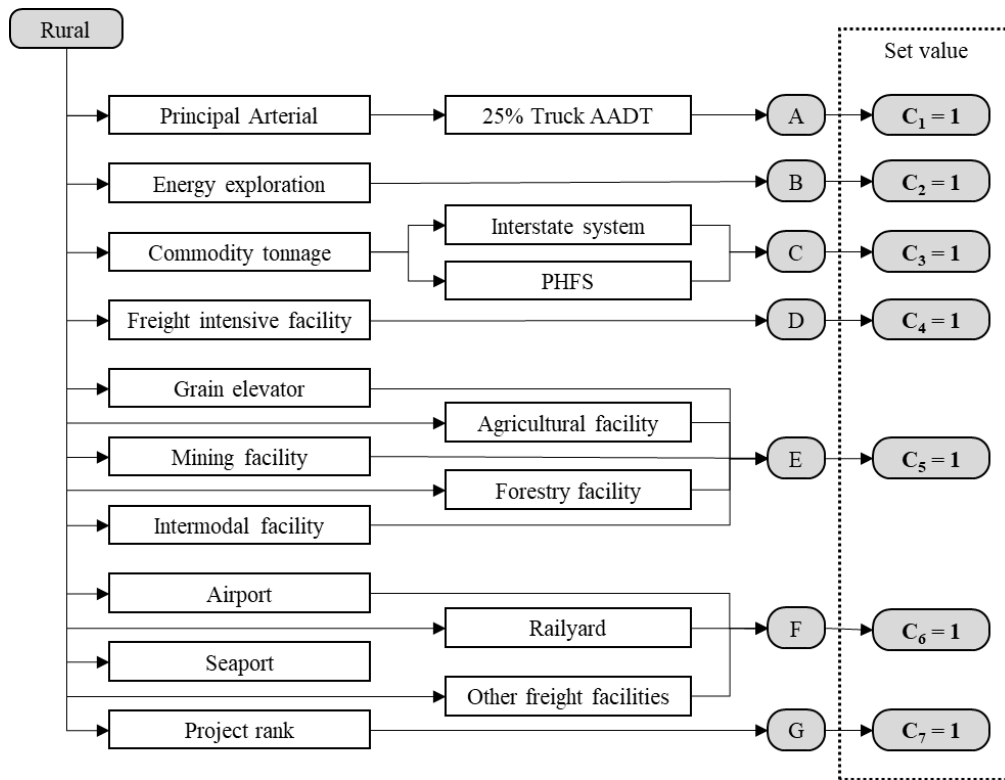 Rural
Set value
Principal Arterial
25% Truck AADT
A
C₁ = 1
Energy exploration
B
C₂ = 1
Commodity tonnage
Interstate system
PHFS
C
C₃ = 1
Freight intensive facility
D
C₄ = 1
Grain elevator
Agricultural facility
Mining facility
E
C₅ = 1
Forestry facility
Intermodal facility
Airport
Railyard
F
C₆ = 1
Seaport
Other freight facilities
Project rank
G
C₇ = 1